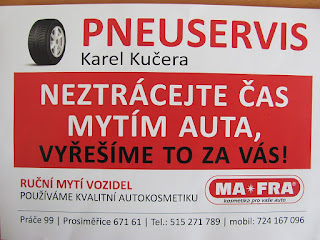 PNEUSERVIS
Karel Kučera
NEZTRÁCEJTE ČAS
MYTÍM AUTA,
VYŘEŠÍME TO ZA VÁS!
RUČNÍ MYTÍ VOZIDEL
POUŽÍVÁME KVALITNÍ AUTOKOSMETIKU
MA*FRA®
kosmetika pro vaše auto
Práče 99 | Prosiměřice 671 61 | Tel.: 515 271 789 | mobil: 724 167 096